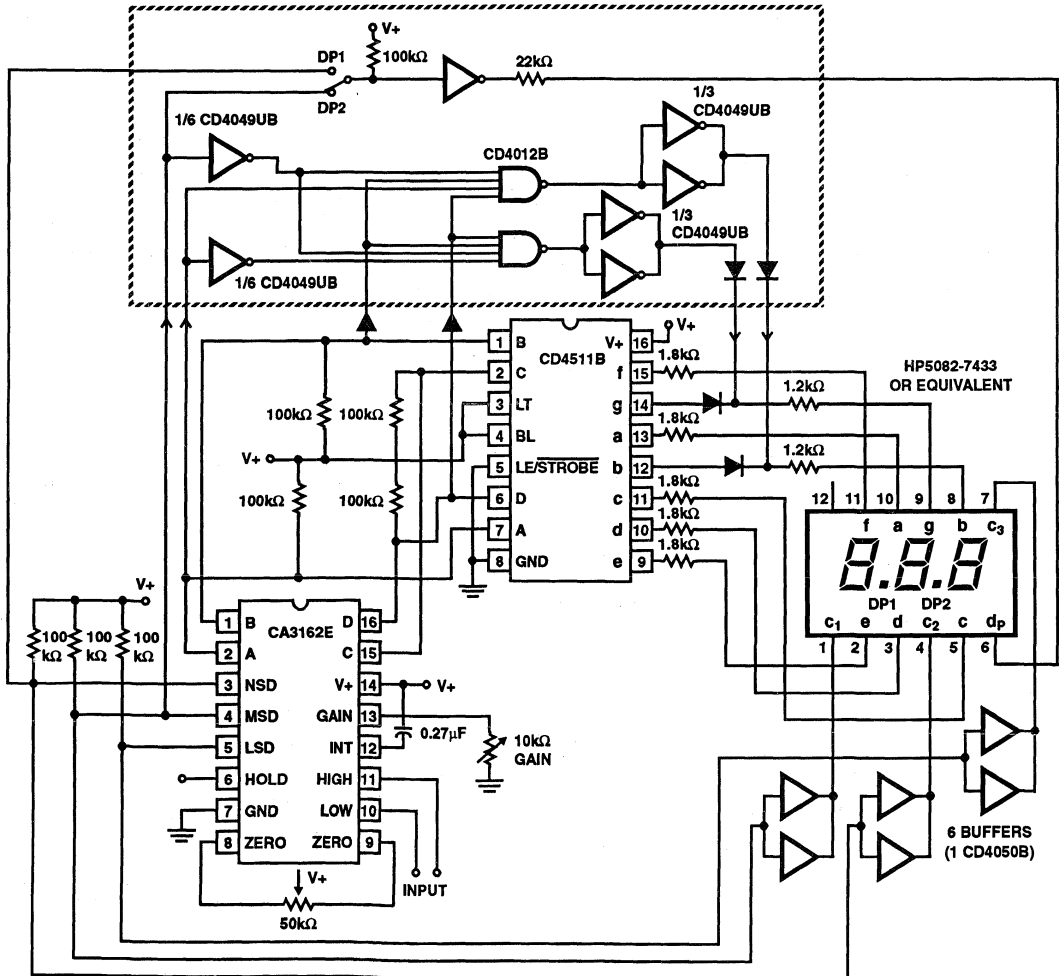 V+
100kΩ
DP1
DP2
22kΩ
1/6 CD4049UB
CD4012B
1/3
CD4049UB
1/3
CD4049UB
1/6 CD4049UB
1 B
2 C
3 LT
4 BL
5 LE/STROBE
6 D
7 A
8 GND
CD4511B
V+ 16
f 15
g 14
a 13
b 12
c 11
d 10
e 9
V+
1.8kΩ
1.2kΩ
1.8kΩ
1.2kΩ
1.8kΩ
1.8kΩ
1.8kΩ
HP5082-7433
OR EQUIVALENT
100kΩ
100kΩ
V+
100kΩ
100kΩ
12 11 10 9 8 7
f a g b c3
8.8.8
DP1 DP2
c1 e d c2 c dP
1 2 3 4 5 6
V+
100
kΩ
100
kΩ
100
kΩ
1 B
2 A
3 NSD
4 MSD
5 LSD
6 HOLD
7 GND
8 ZERO
CA3162E
D 16
C 15
V+ 14
GAIN 13
INT 12
HIGH 11
LOW 10
ZERO 9
V+
0.27μF
10kΩ
GAIN
V+
50kΩ
INPUT
6 BUFFERS
(1 CD4050B)